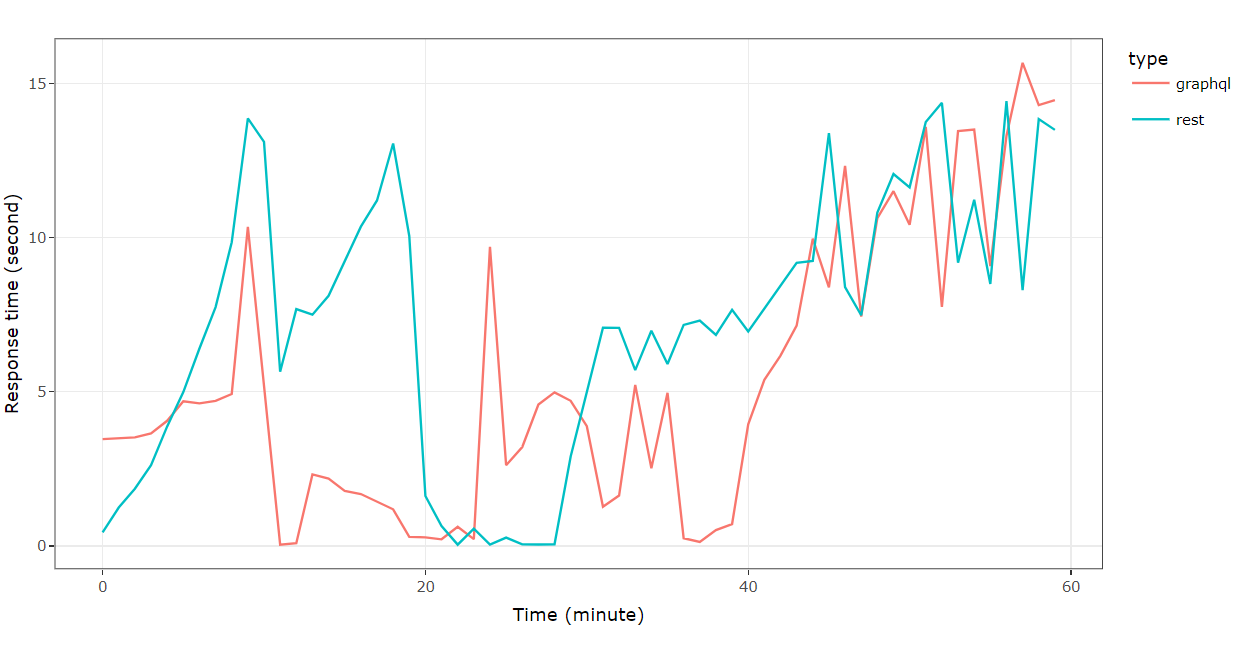 type
graphql
rest
15
10
5
0
Response time (second)
0 20 40 60
Time (minute)